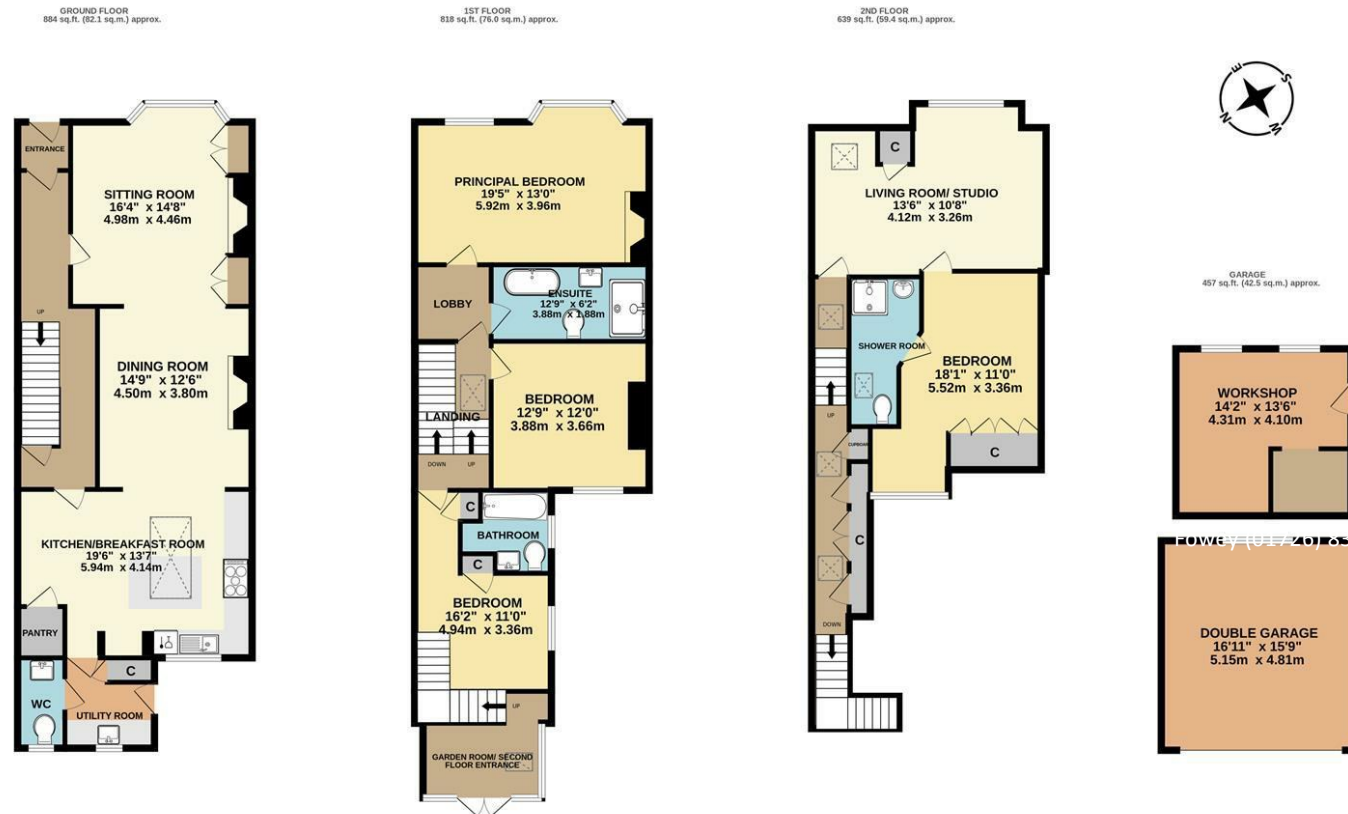 GROUND FLOOR
884 sq.ft. (82.1 sq.m.) approx.
ENTRANCE
SITTING ROOM
16'4" x 14'8"
4.98m x 4.46m
UP
DINING ROOM
14'9" x 12'6"
4.50m x 3.80m
KITCHEN/BREAKFAST ROOM
19'6" x 13'7"
5.94m x 4.14m
PANTRY
C
WC
UTILITY ROOM
1ST FLOOR
818 sq.ft. (76.0 sq.m.) approx.
PRINCIPAL BEDROOM
19'5" x 13'0"
5.92m x 3.96m
LOBBY
ENSUITE
12'9" x 6'2"
3.88m x 1.88m
BEDROOM
12'9" x 12'0"
3.88m x 3.66m
LANDING
DOWN
UP
C
BATHROOM
C
BEDROOM
16'2" x 11'0"
4.94m x 3.36m
UP
GARDEN ROOM/ SECOND
FLOOR ENTRANCE
2ND FLOOR
639 sq.ft. (59.4 sq.m.) approx.
C
LIVING ROOM/ STUDIO
13'6" x 10'8"
4.12m x 3.26m
SHOWER ROOM
BEDROOM
18'1" x 11'0"
5.52m x 3.36m
UP
CUPBOARD
C
C
DOWN
E
S
N
W
GARAGE
457 sq.ft. (42.5 sq.m.) approx.
WORKSHOP
14'2" x 13'6"
4.31m x 4.10m
Fowey (01726) 83
DOUBLE GARAGE
16'11" x 15'9"
5.15m x 4.81m